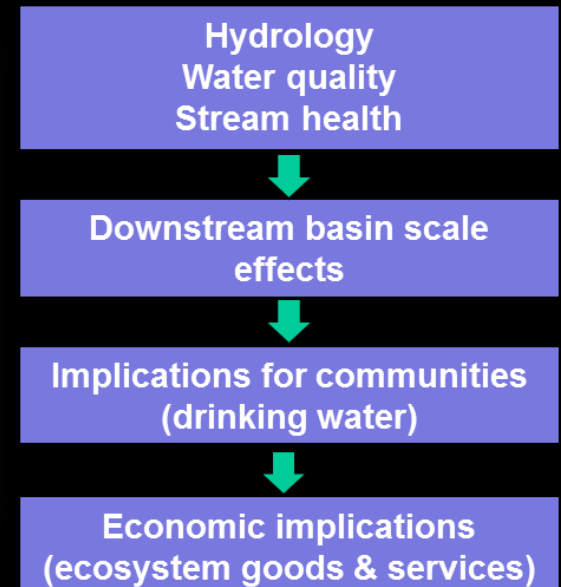 Hydrology
Water quality
Stream health
Downstream basin scale
effects
Implications for communities
(drinking water)
Economic implications
(ecosystem goods & services)